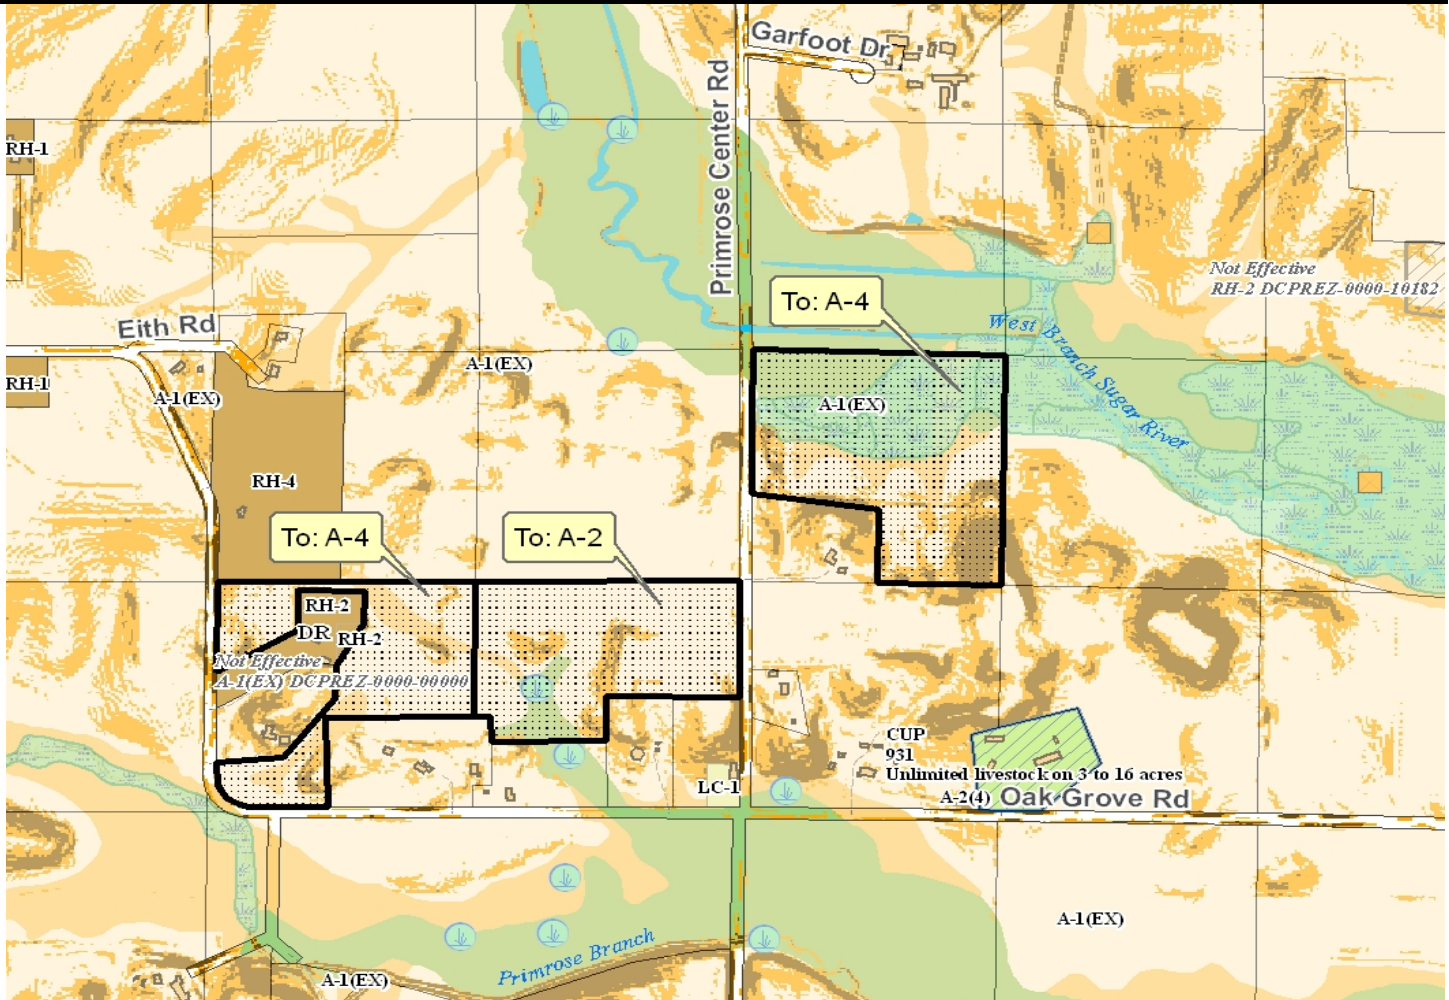 Garfoot Dr
Primrose Center Rd
RH-1
Not Effective
RH-2 DCPREZ-0000-10182
To: A-4
West Branch Sugar River
Eith Rd
A-1(EX)
RH-1
A-1(EX)
A-1(EX)
RH-4
To: A-4
To: A-2
RH-2
DR
RH-2
Not Effective
A-1(EX) DCPREZ-0000-00000
CUP
931
Unlimited livestock on 3 to 16 acres
LC-1
A-2(4)
Oak Grove Rd
A-1(EX)
Primrose Branch
A-1(EX)